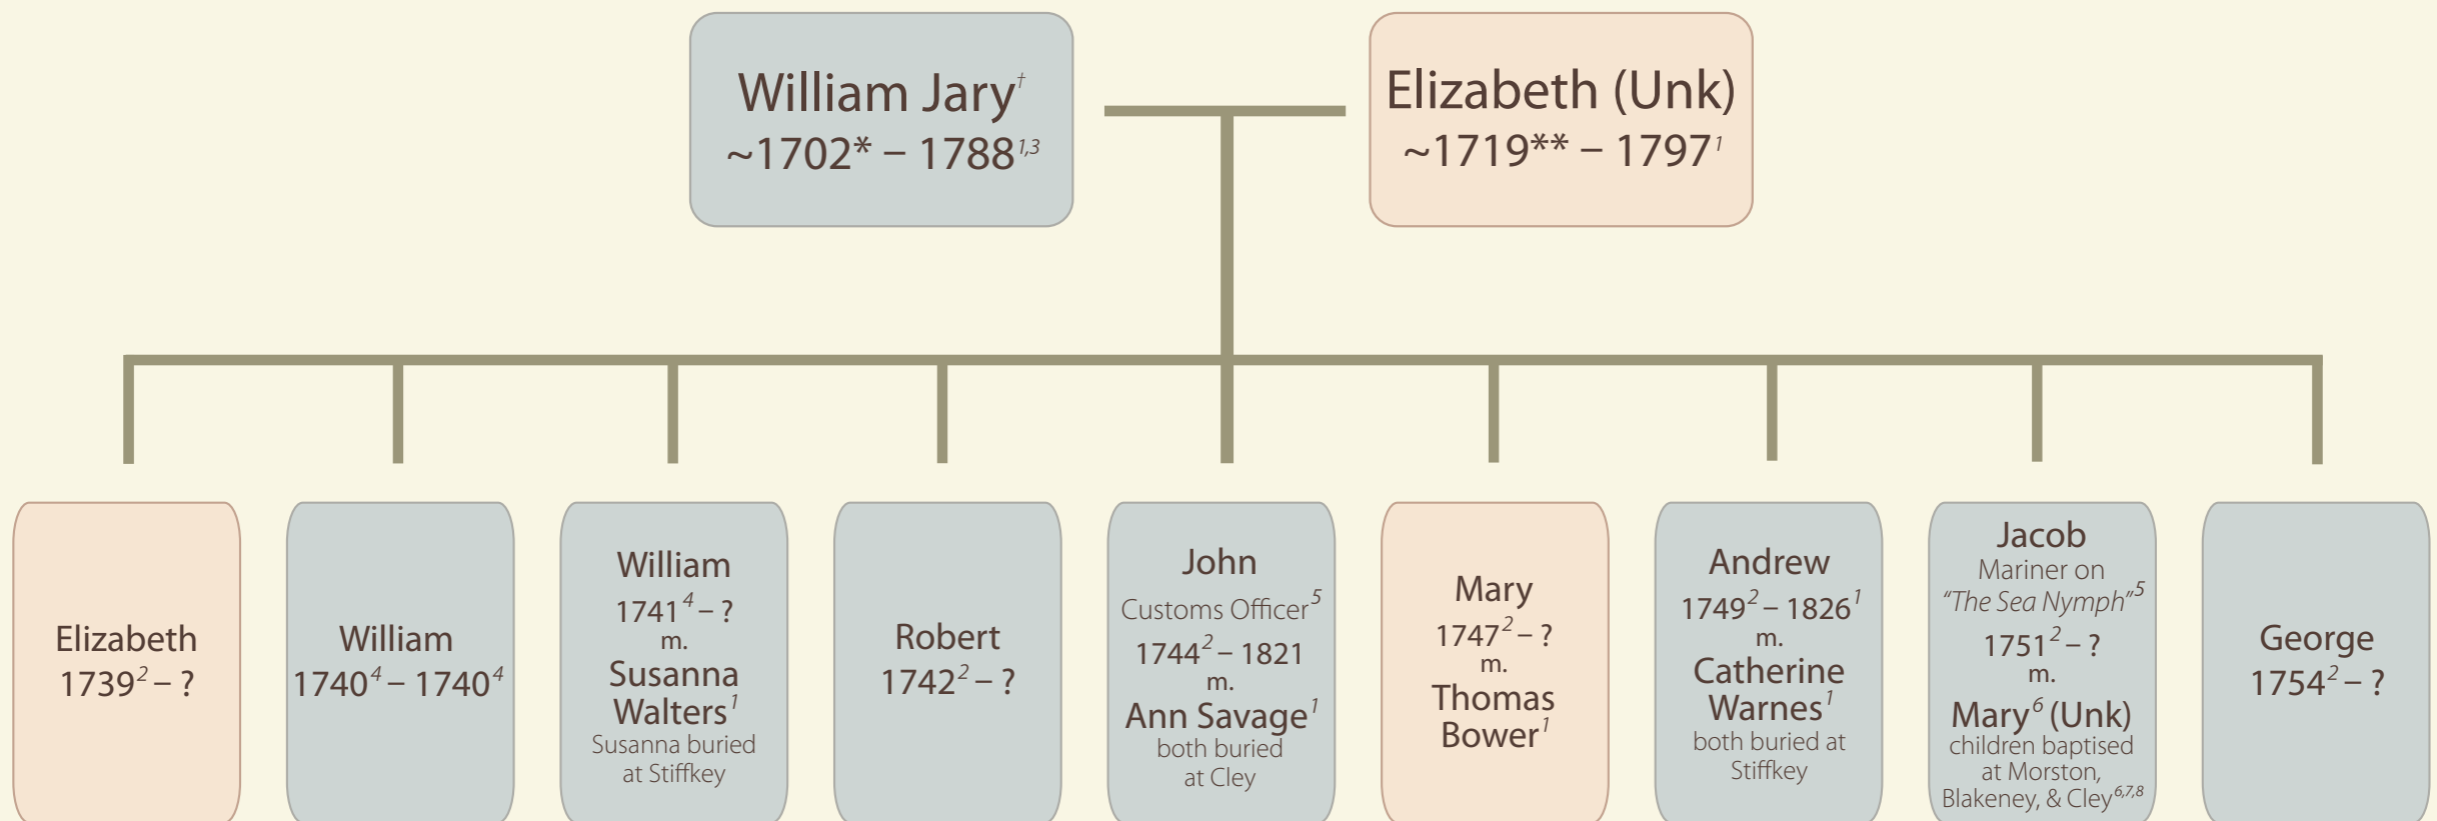 William Jary†
~1702* – 17881,3
Elizabeth (Unk)
~1719** – 17971
Elizabeth
17392 – ?
William
17404 – 17404
William
17414 – ?
m.
Susanna
Walters1
Susanna buried
at Stiffkey
Robert
17422 – ?
John
Customs Officer5
17442 – 1821
m.
Ann Savage1
both buried
at Cley
Mary
17472 – ?
m.
Thomas
Bower1
Andrew
17492 – 18261
m.
Catherine
Warnes1
both buried at
Stiffkey
Jacob
Mariner on
“The Sea Nymph”5
17512 – ?
m.
Mary6 (Unk)
children baptised
at Morston,
Blakeney, & Cley6,7,8
George
17542 – ?